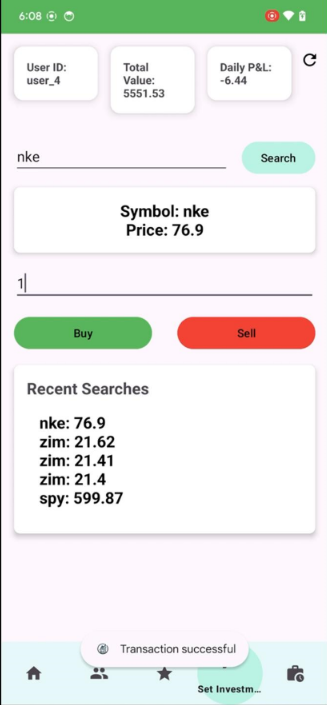 6:08
User ID:
user_4
Total
Value:
5551.53
Daily P&L:
-6.44
nke
Search
Symbol: nke
Price: 76.9
1
Buy
Sell
Recent Searches
nke: 76.9
zim: 21.62
zim: 21.41
zim: 21.4
spy: 599.87
Transaction successful
Set Investm...